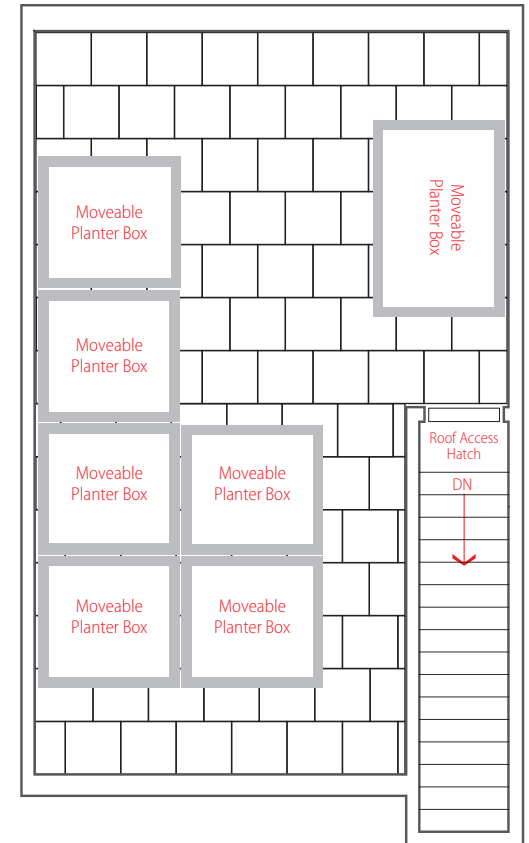 Moveable
Planter Box
Moveable
Planter Box
Moveable
Planter Box
Roof Access
Hatch
DN
Moveable
Planter Box
Moveable
Planter Box
Moveable
Planter Box
Moveable
Planter Box